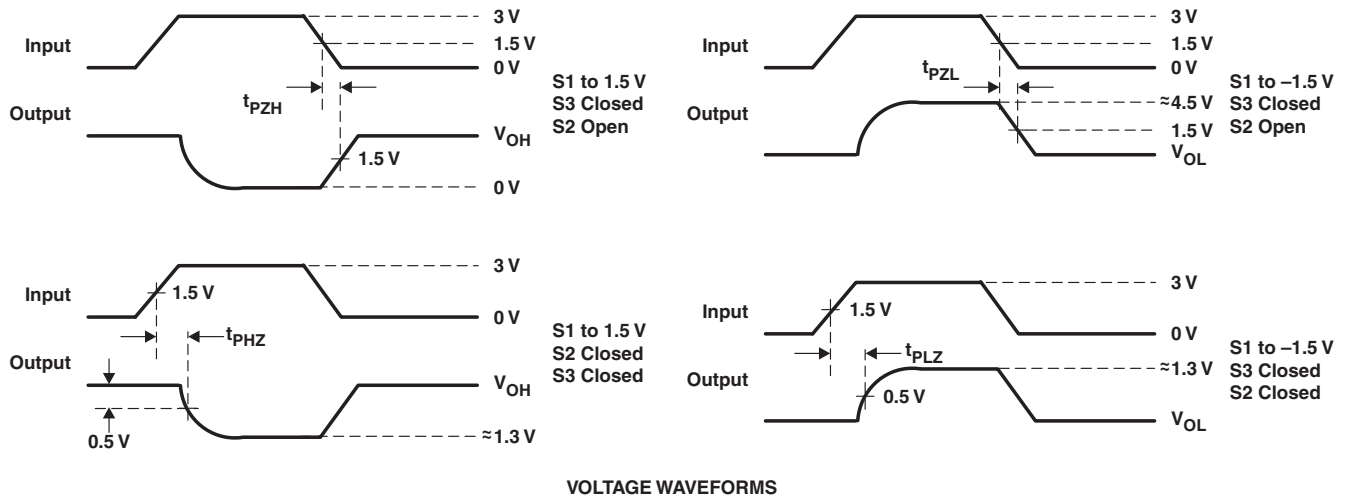 Input
3 V
1.5 V
0 V
tPZH
Output
VOH
1.5 V
0 V
S1 to 1.5 V
S3 Closed
S2 Open
Input
3 V
1.5 V
0 V
tPZL
Output
≈4.5 V
1.5 V
VOL
S1 to –1.5 V
S3 Closed
S2 Open
Input
3 V
1.5 V
0 V
tPHZ
Output
VOH
0.5 V
≈1.3 V
S1 to 1.5 V
S2 Closed
S3 Closed
Input
3 V
1.5 V
0 V
tPLZ
Output
≈1.3 V
0.5 V
VOL
S1 to –1.5 V
S3 Closed
S2 Closed
VOLTAGE WAVEFORMS